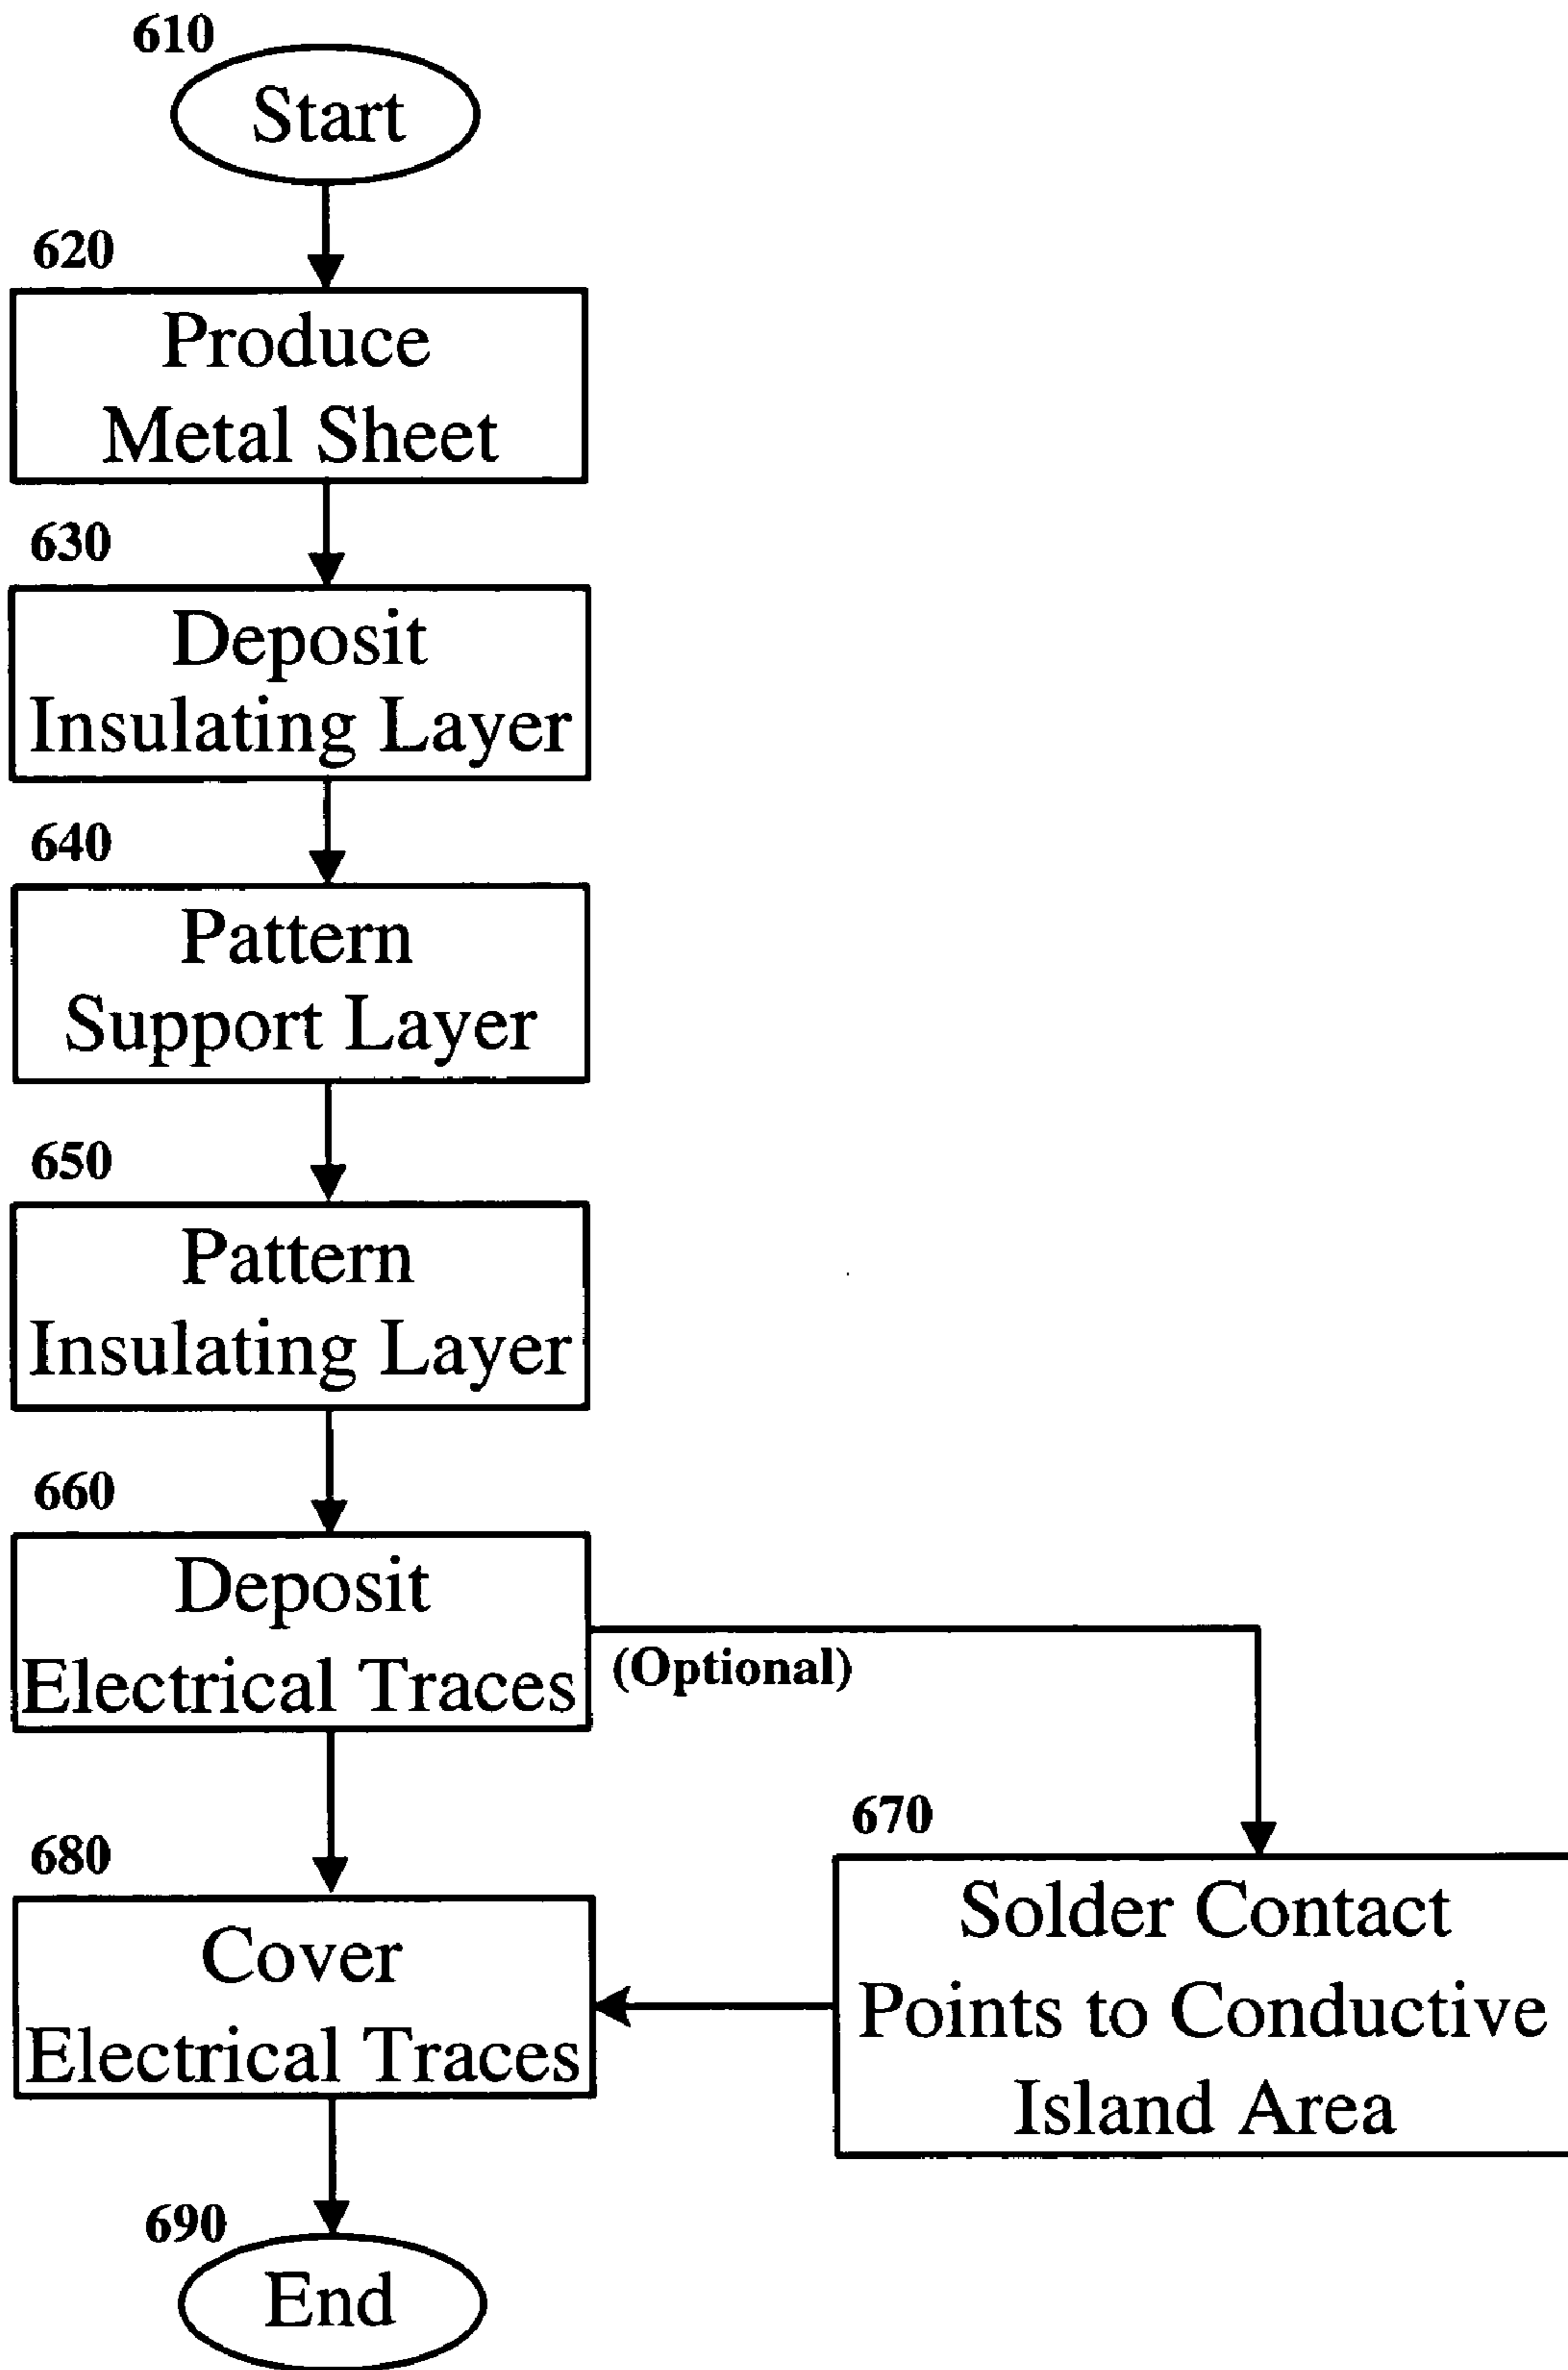 610
Start
620
Produce
Metal Sheet
630
Deposit
Insulating Layer
640
Pattern
Support Layer
650
Pattern
Insulating Layer
660
Deposit
Electrical Traces
(Optional)
670
Solder Contact
Points to Conductive
Island Area
680
Cover
Electrical Traces
690
End